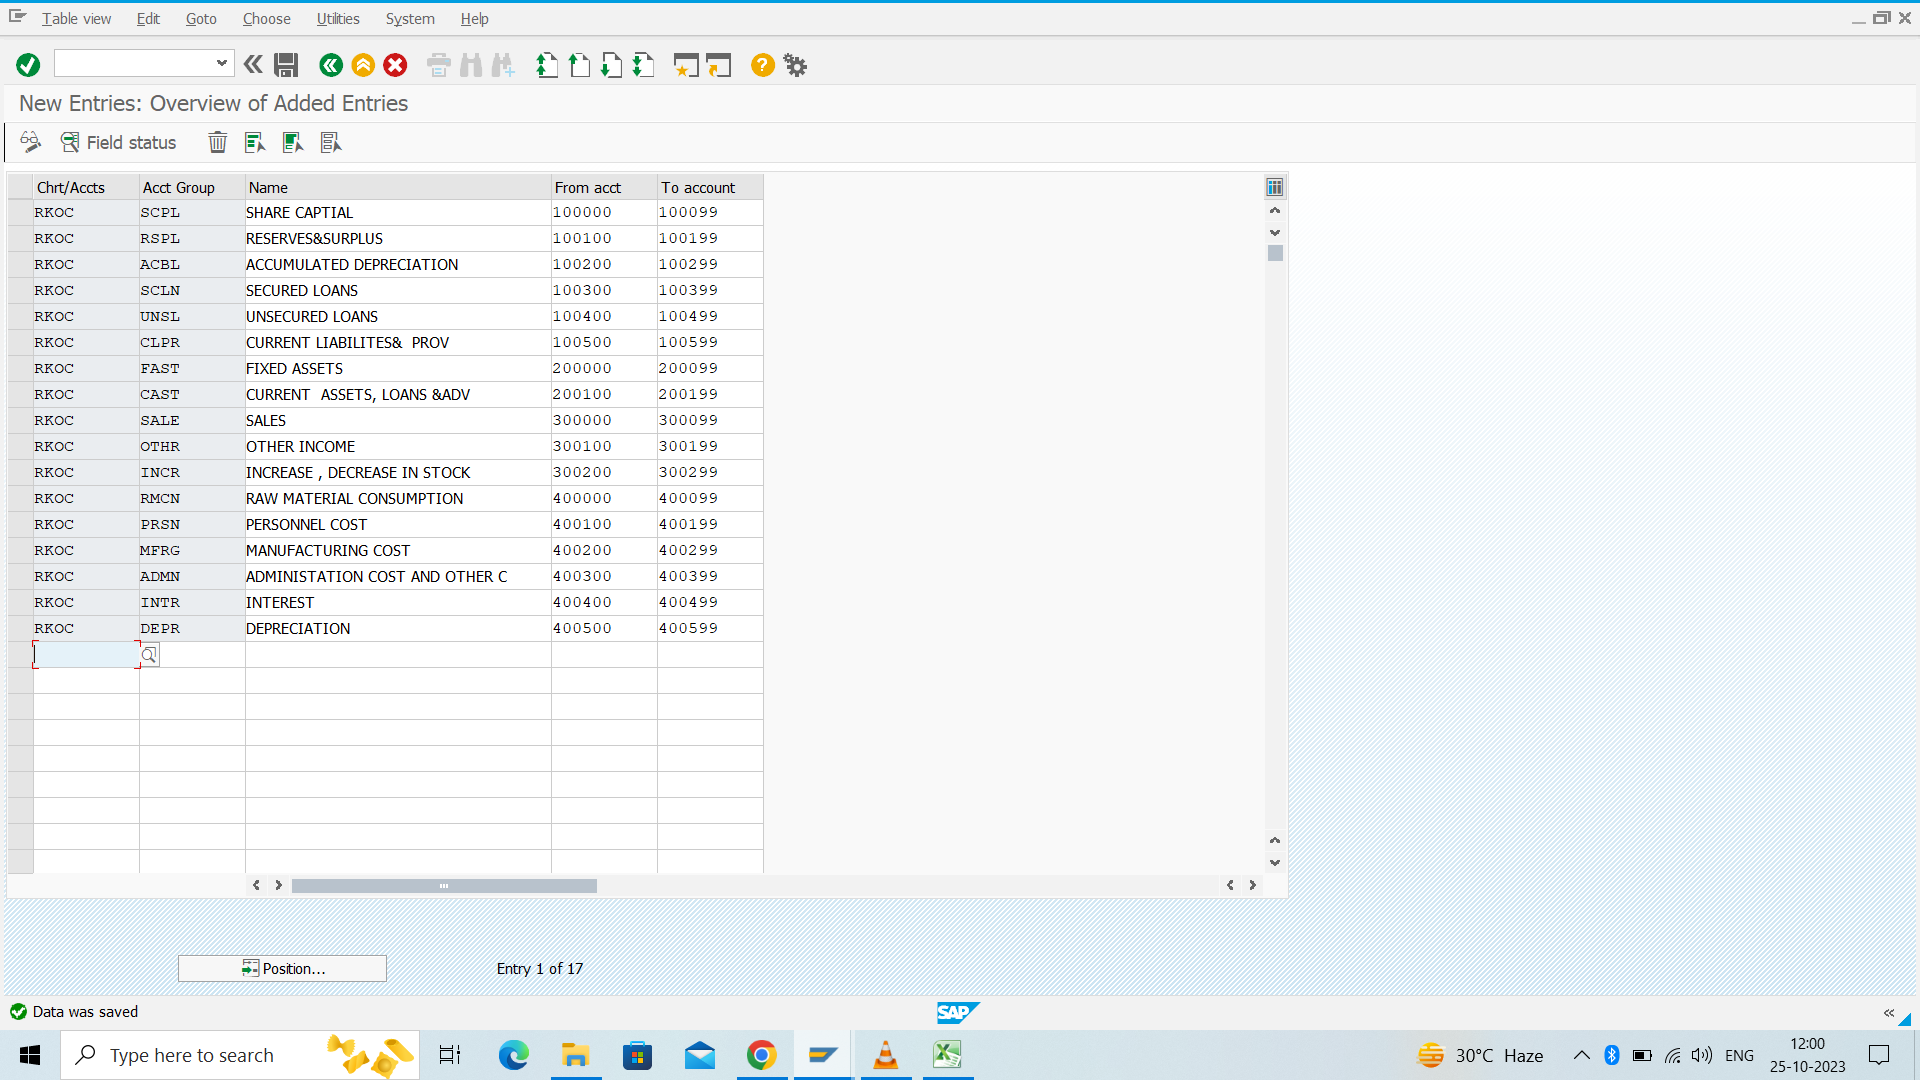 Table view Edit Goto Choose Utilities System Help
New Entries: Overview of Added Entries
Field status
Chrt/Accts Acct Group Name From acct To account
RKOC SCPL SHARE CAPTIAL 100000 100099
RKOC RSPL RESERVES&SURPLUS 100100 100199
RKOC ACBL ACCUMULATED DEPRECIATION 100200 100299
RKOC SCLN SECURED LOANS 100300 100399
RKOC UNSL UNSECURED LOANS 100400 100499
RKOC CLPR CURRENT LIABILITES& PROV 100500 100599
RKOC FAST FIXED ASSETS 200000 200099
RKOC CAST CURRENT ASSETS, LOANS &ADV 200100 200199
RKOC SALE SALES 300000 300099
RKOC OTHR OTHER INCOME 300100 300199
RKOC INCR INCREASE , DECREASE IN STOCK 300200 300299
RKOC RMCN RAW MATERIAL CONSUMPTION 400000 400099
RKOC PRSN PERSONNEL COST 400100 400199
RKOC MFRG MANUFACTURING COST 400200 400299
RKOC ADMN ADMINISTATION COST AND OTHER C 400300 400399
RKOC INTR INTEREST 400400 400499
RKOC DEPR DEPRECIATION 400500 400599
Position... Entry 1 of 17
Data was saved SAP
Type here to search 30°C Haze ENG 12:00
25-10-2023